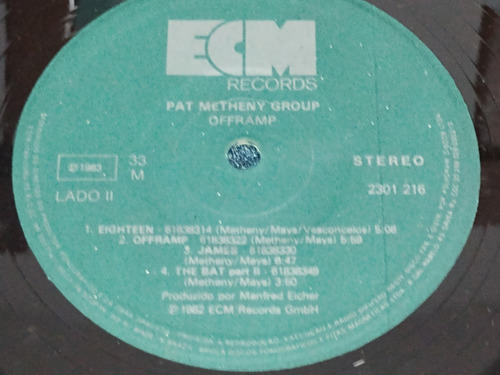 ECM
RECORDS
PAT METHENY GROUP
OFFRAMP
℗ 1983
33
M
STEREO
LADO II
2301 216
1. EIGHTEEN - 61838314 (Metheny/Mays/Vasconcelos) 5:08
2. OFFRAMP - 61838322 (Metheny/Mays) 5:59
3. JAMES - 61838330
(Metheny/Mays) 6:47
4. THE BAT part II - 61838349
(Metheny/Mays) 3:50
Produzido por Manfred Eicher
℗ 1982 ECM Records GmbH